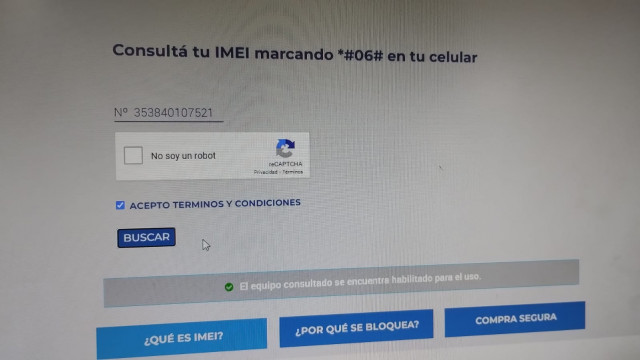 Consultá tu IMEI marcando *#06# en tu celular
Nº 353840107521
No soy un robot
reCAPTCHA
Privacidad - Términos
ACEPTO TERMINOS Y CONDICIONES
BUSCAR
El equipo consultado se encuentra habilitado para el uso.
¿QUÉ ES IMEI?
¿POR QUÉ SE BLOQUEA?
COMPRA SEGURA